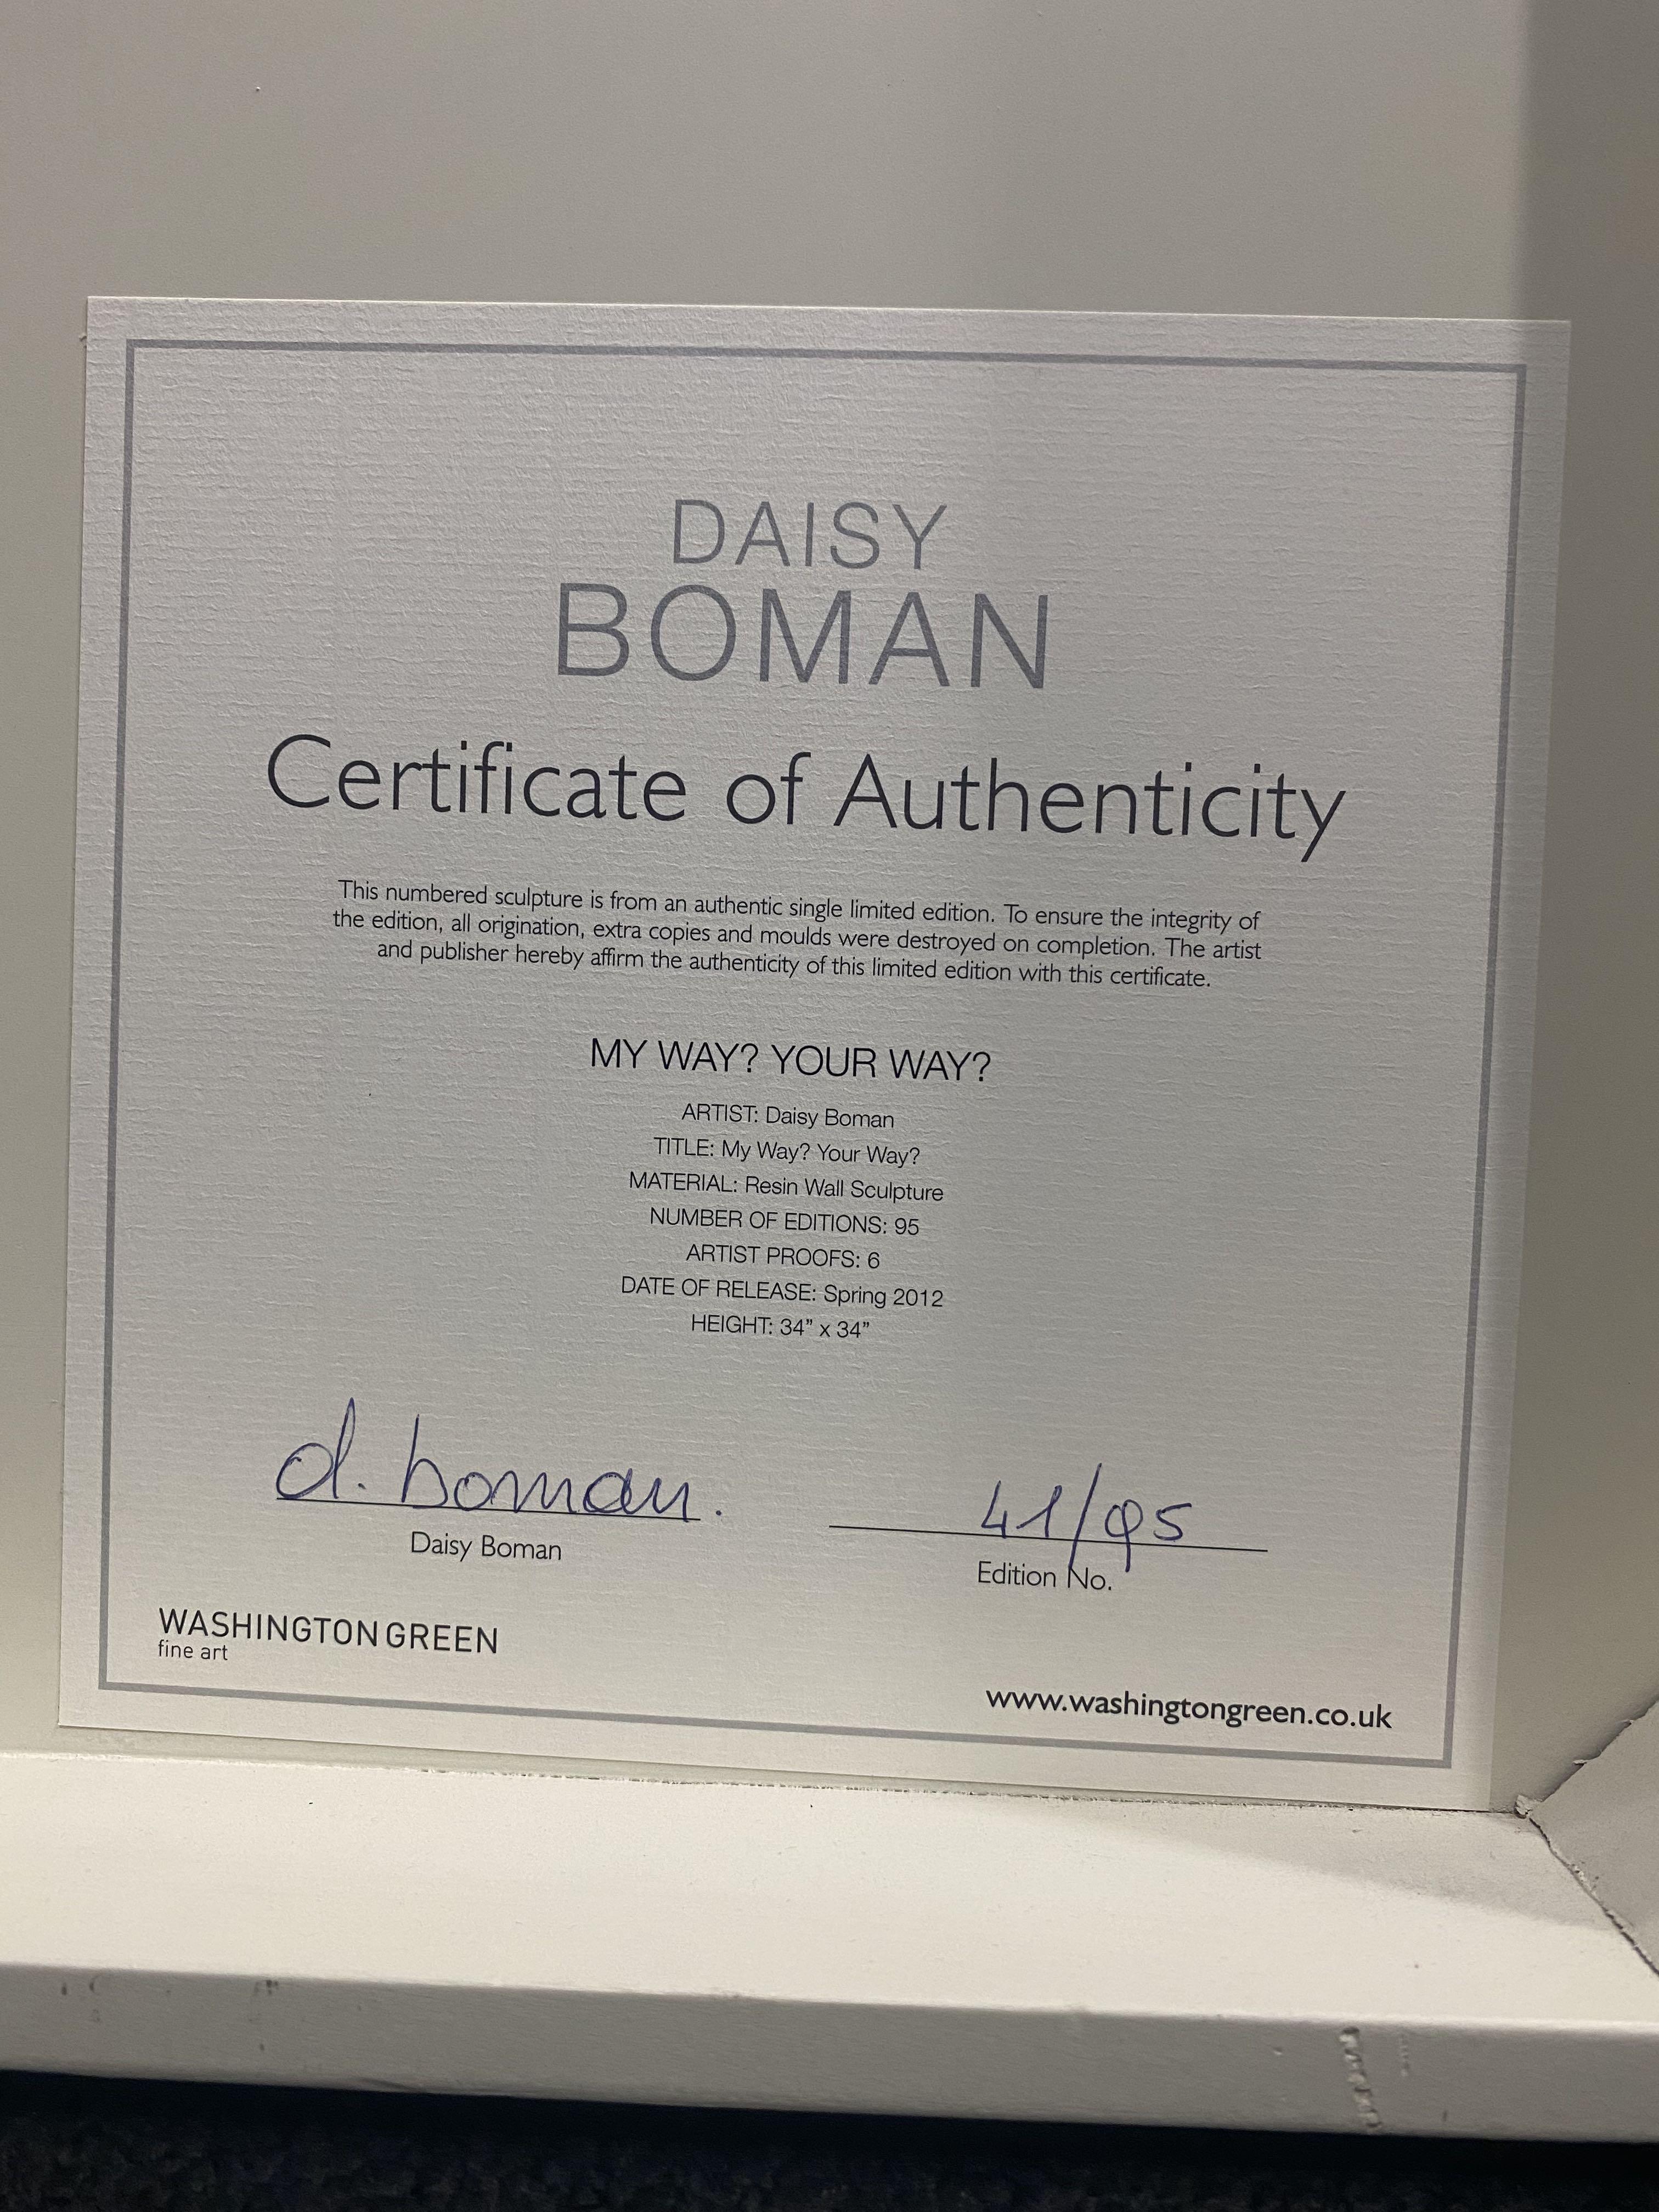 DAISY
BOMAN
Certificate of Authenticity
This numbered sculpture is from an authentic single limited edition. To ensure the integrity of
the edition, all origination, extra copies and moulds were destroyed on completion. The artist
and publisher hereby affirm the authenticity of this limited edition with this certificate.
MY WAY? YOUR WAY?
ARTIST: Daisy Boman
TITLE: My Way? Your Way?
MATERIAL: Resin Wall Sculpture
NUMBER OF EDITIONS: 95
ARTIST PROOFS: 6
DATE OF RELEASE: Spring 2012
HEIGHT: 34” x 34”
d. boman.
41/95
Daisy Boman
Edition No.
WASHINGTON GREEN
fine art
www.washingtongreen.co.uk